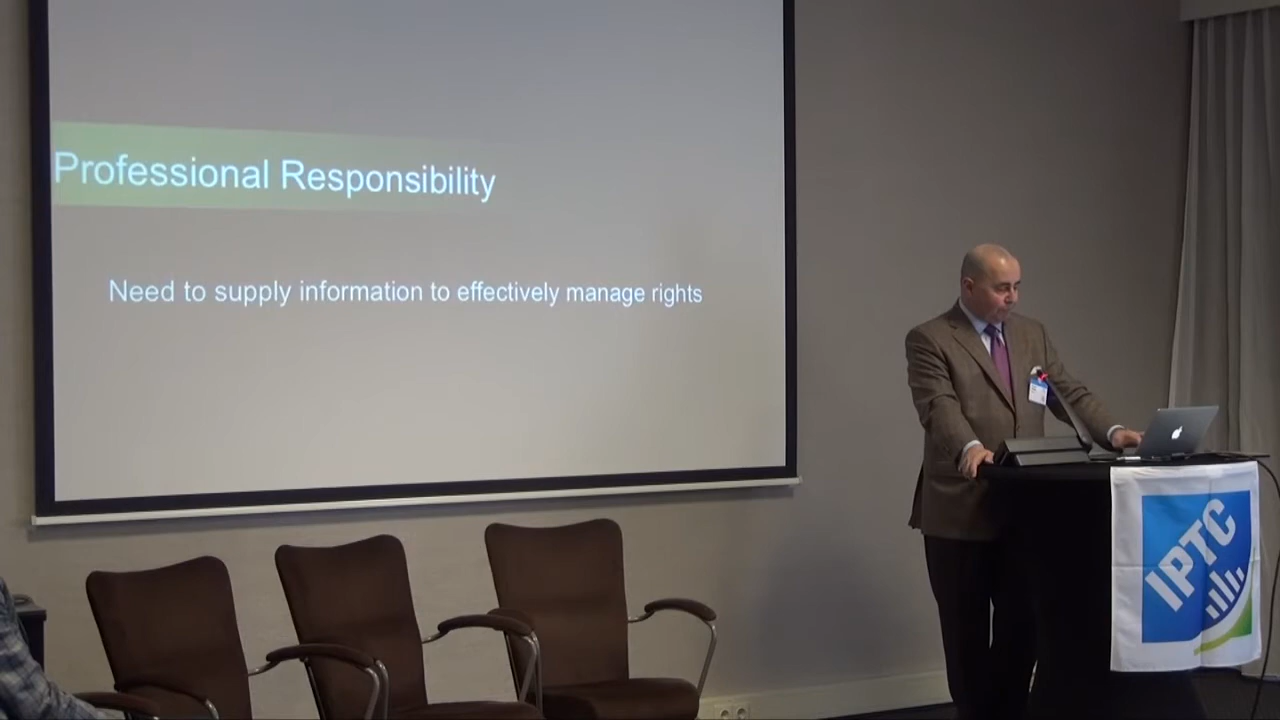 Professional Responsibility
Need to supply information to effectively manage rights
IPTC